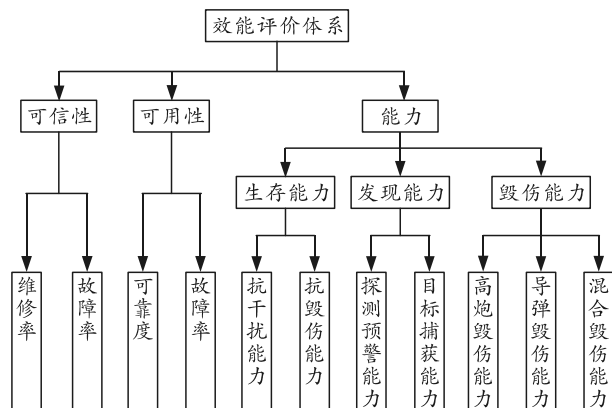 效能评价体系
可信性
可用性
能力
生存能力
发现能力
毁伤能力
维修率
故障率
可靠度
故障率
抗干扰能力
抗毁伤能力
探测预警能力
目标捕获能力
高炮毁伤能力
导弹毁伤能力
混合毁伤能力